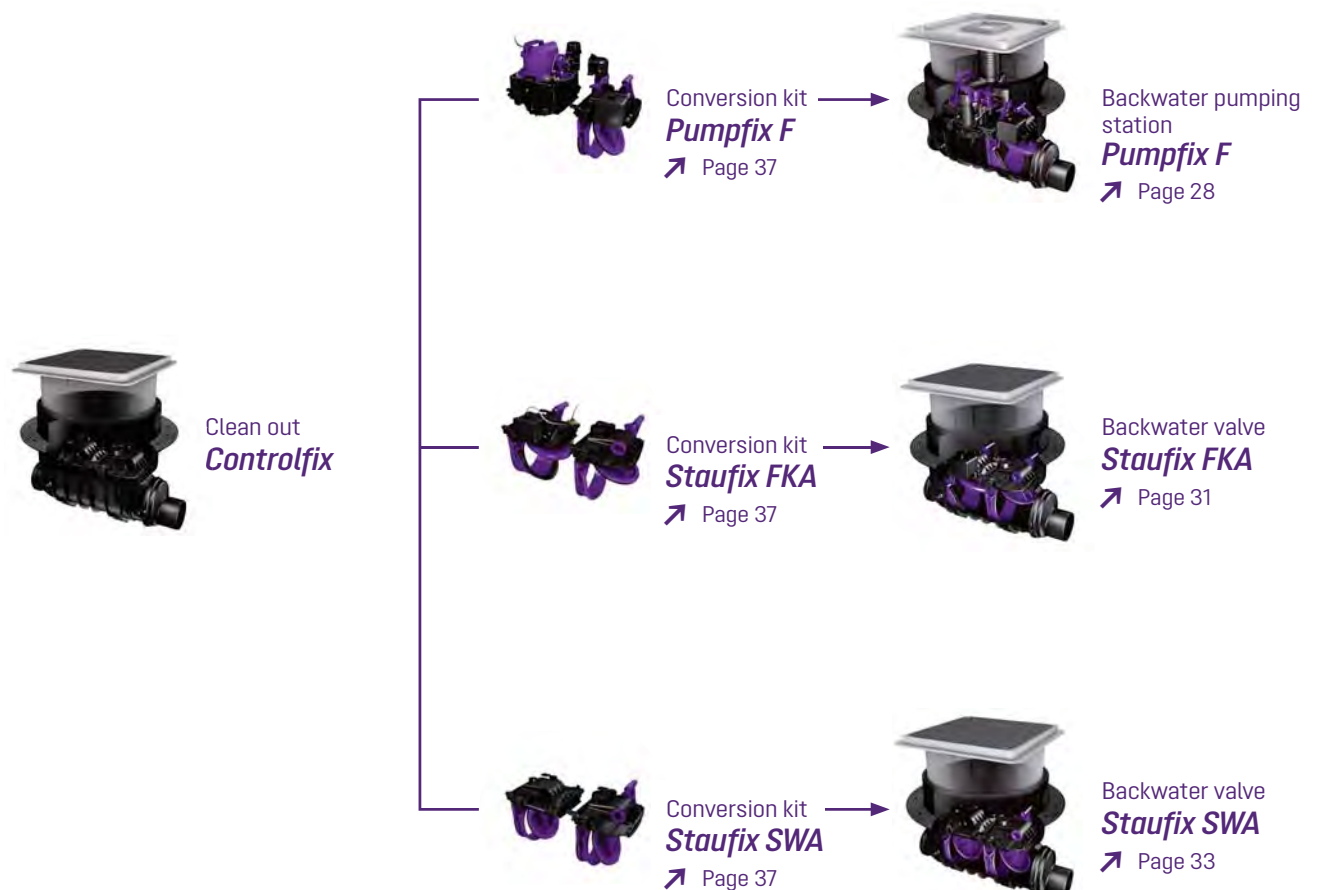 Conversion kit
Pumpfix F
↗ Page 37
Backwater pumping
station
Pumpfix F
↗ Page 28
Clean out
Controlfix
Conversion kit
Staufix FKA
↗ Page 37
Backwater valve
Staufix FKA
↗ Page 31
Conversion kit
Staufix SWA
↗ Page 37
Backwater valve
Staufix SWA
↗ Page 33